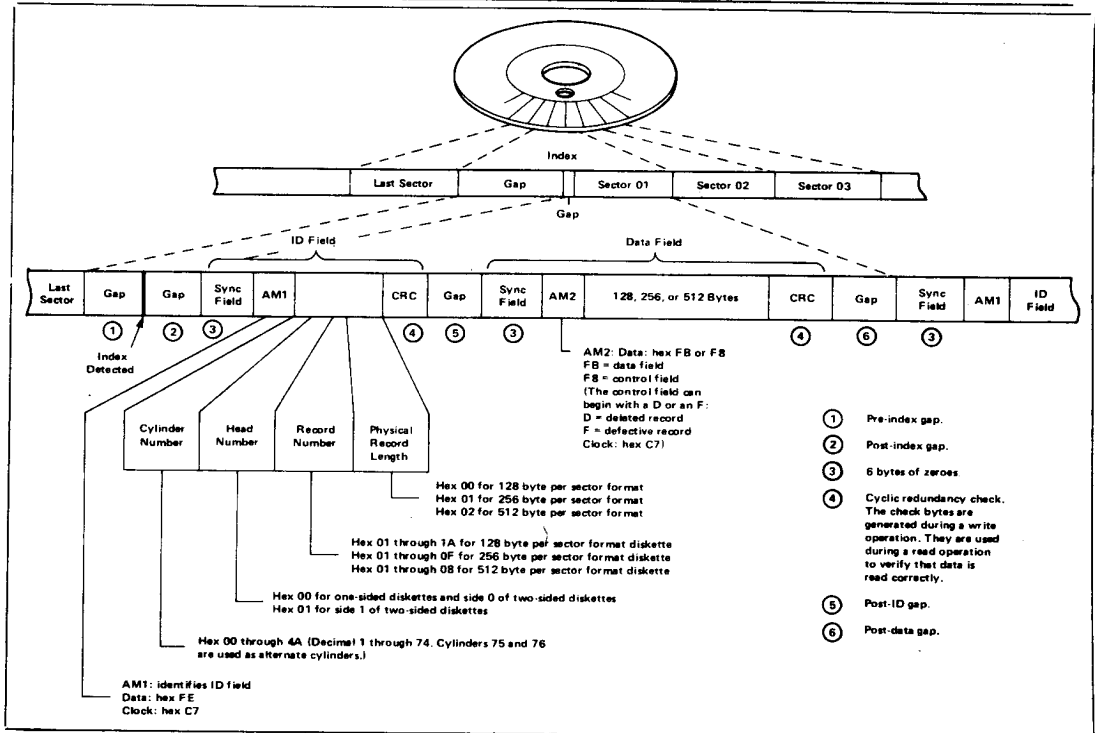 Index
Last Sector
Gap
Sector 01
Sector 02
Sector 03
Gap
ID Field
Data Field
Last
Sector
Gap
Gap
Sync
Field
AM1
CRC
Gap
Sync
Field
AM2
128, 256, or 512 Bytes
CRC
Gap
Sync
Field
AM1
ID
Field
1
2
3
4
5
3
4
6
3
Index
Detected
AM2: Data: hex FB or F8
FB = data field
F8 = control field
(The control field can
begin with a D or an F:
D = deleted record
F = defective record
Clock: hex C7)
Cylinder
Number
Head
Number
Record
Number
Physical
Record
Length
Hex 00 for 128 byte per sector format
Hex 01 for 256 byte per sector format
Hex 02 for 512 byte per sector format
Hex 01 through 1A for 128 byte per sector format diskette
Hex 01 through 0F for 256 byte per sector format diskette
Hex 01 through 08 for 512 byte per sector format diskette
Hex 00 for one-sided diskettes and side 0 of two-sided diskettes
Hex 01 for side 1 of two-sided diskettes
Hex 00 through 4A (Decimal 1 through 74. Cylinders 75 and 76
are used as alternate cylinders.)
AM1: identifies ID field
Data: hex FE
Clock: hex C7
1 Pre-index gap.
2 Post-index gap.
3 6 bytes of zeroes.
4 Cyclic redundancy check.
The check bytes are
generated during a write
operation. They are used
during a read operation
to verify that data is
read correctly.
5 Post-ID gap.
6 Post-data gap.